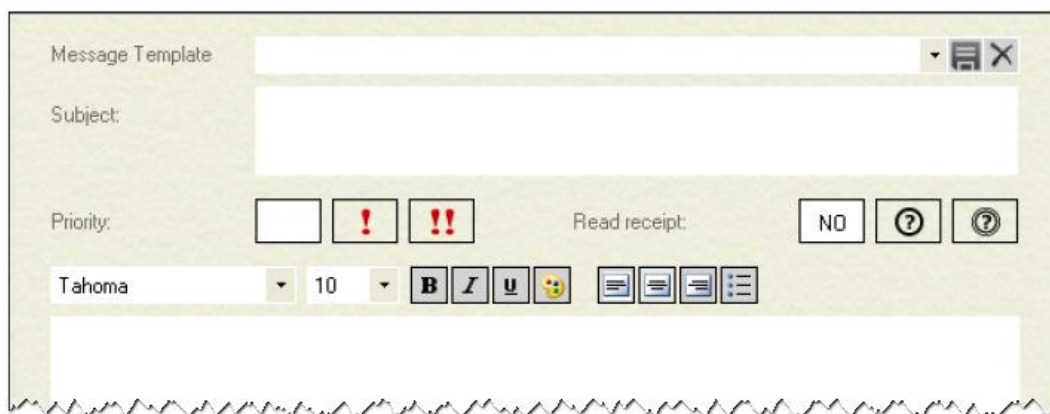 Message Template
Subject:
Priority: ! !! Read receipt: NO ? ?
Tahoma 10 B I U